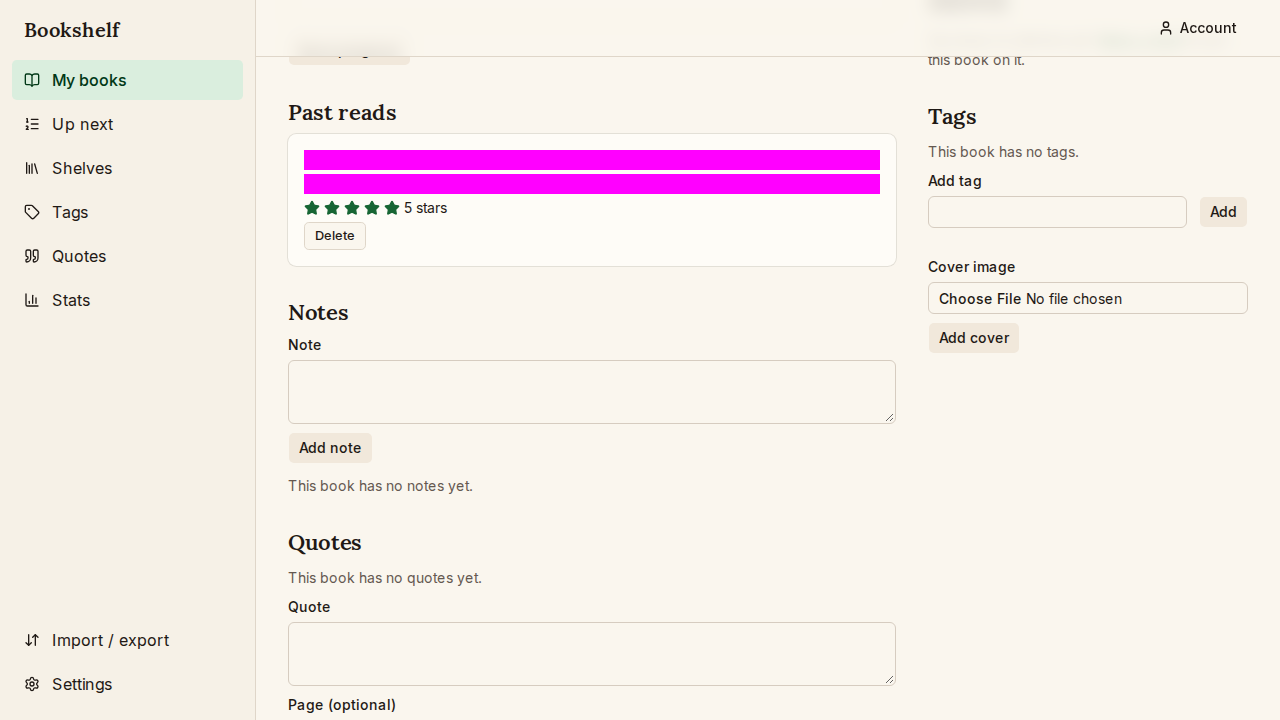 Bookshelf
My books
Up next
Shelves
Tags
Quotes
Stats
Import / export
Settings
Account
Past reads
5 stars
Delete
Notes
Note
Add note
This book has no notes yet.
Quotes
This book has no quotes yet.
Quote
Page (optional)
this book on it.
Tags
This book has no tags.
Add tag
Add
Cover image
Choose File No file chosen
Add cover